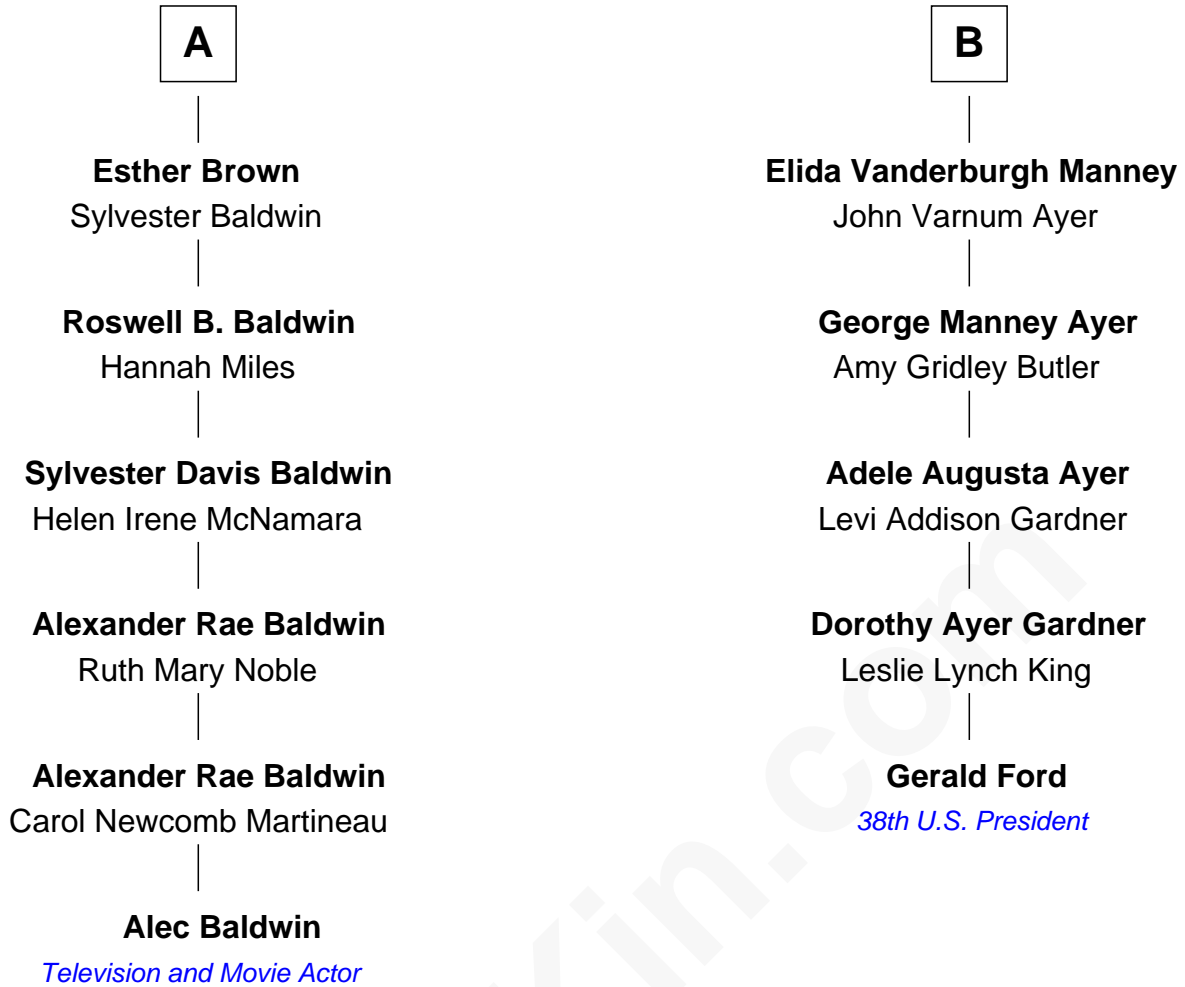 A
Esther Brown
Sylvester Baldwin
Roswell B. Baldwin
Hannah Miles
Sylvester Davis Baldwin
Helen Irene McNamara
Alexander Rae Baldwin
Ruth Mary Noble
Alexander Rae Baldwin
Carol Newcomb Martineau
Alec Baldwin
Television and Movie Actor
B
Elida Vanderburgh Manney
John Varnum Ayer
George Manney Ayer
Amy Gridley Butler
Adele Augusta Ayer
Levi Addison Gardner
Dorothy Ayer Gardner
Leslie Lynch King
Gerald Ford
38th U.S. President
Kin.com